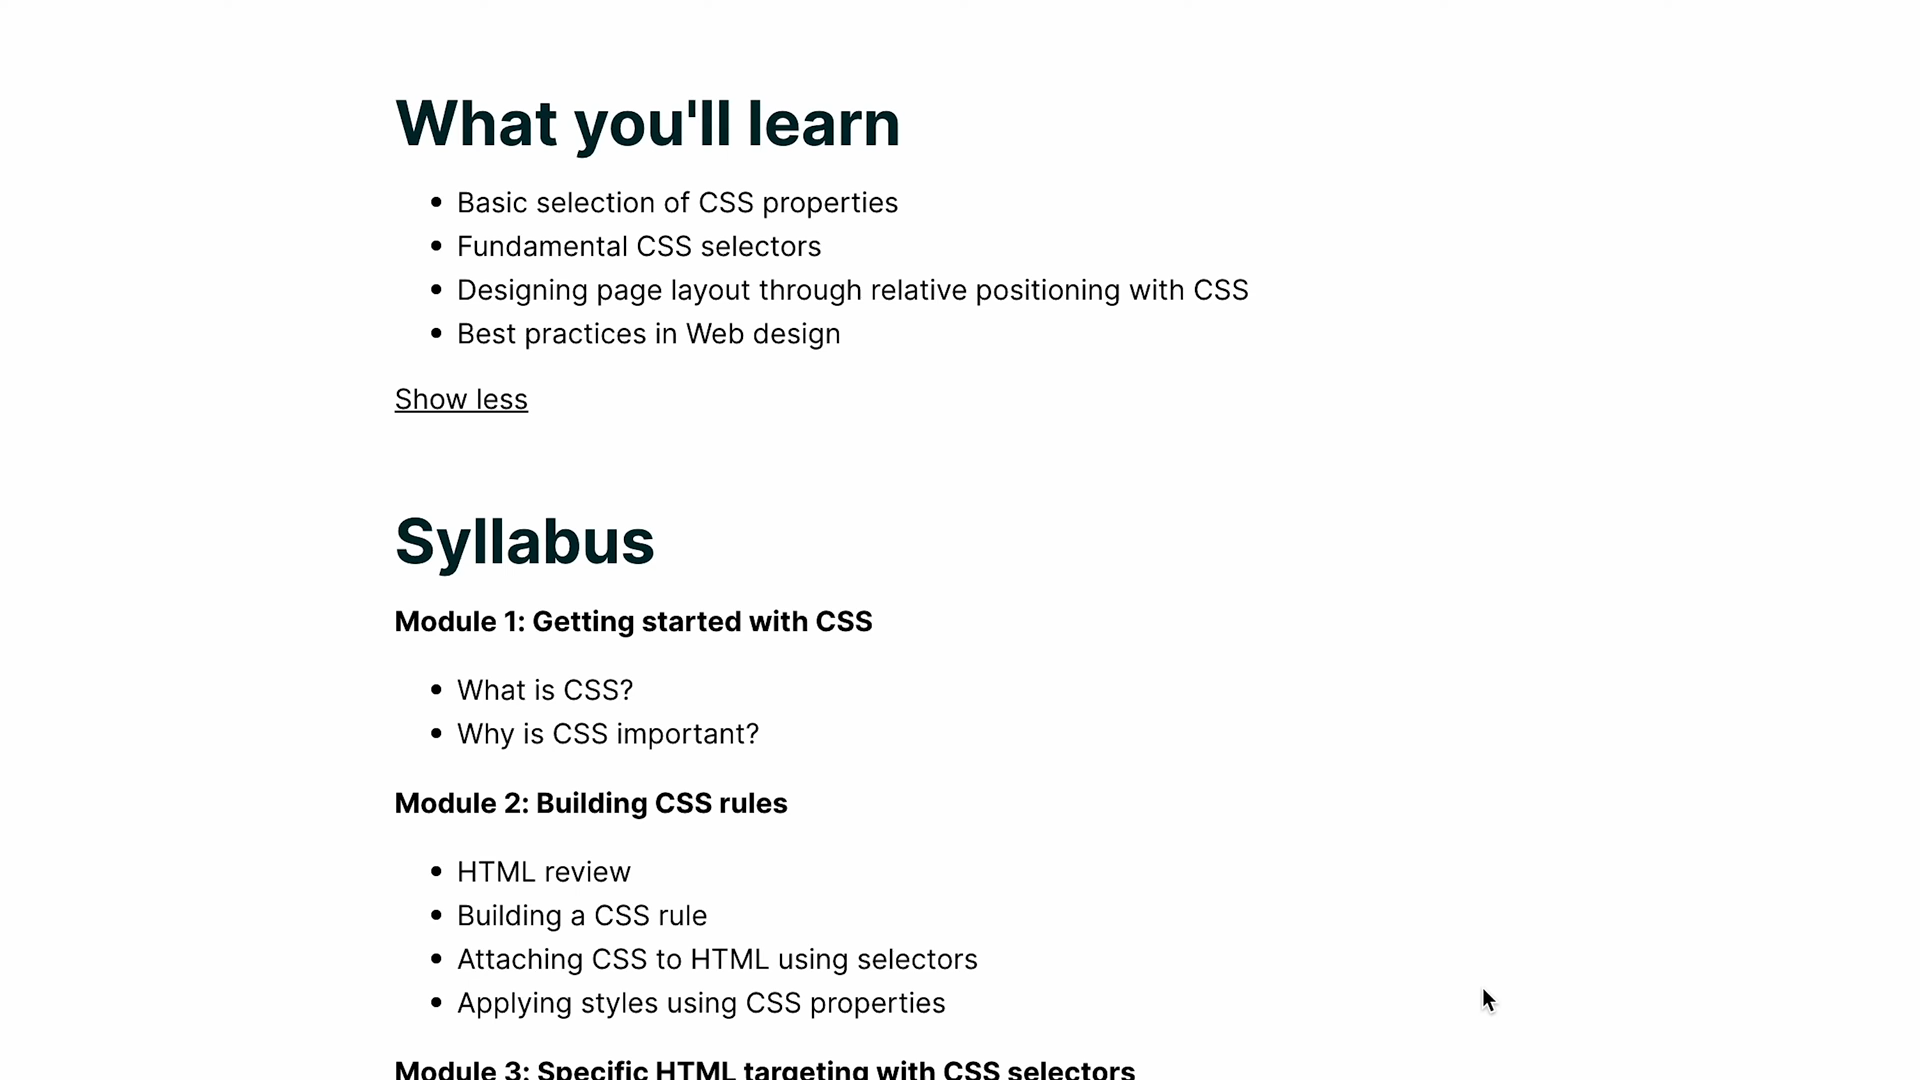 What you'll learn
• Basic selection of CSS properties
• Fundamental CSS selectors
• Designing page layout through relative positioning with CSS
• Best practices in Web design
Show less
Syllabus
Module 1: Getting started with CSS
• What is CSS?
• Why is CSS important?
Module 2: Building CSS rules
• HTML review
• Building a CSS rule
• Attaching CSS to HTML using selectors
• Applying styles using CSS properties
Module 3: Specific HTML targeting with CSS selectors